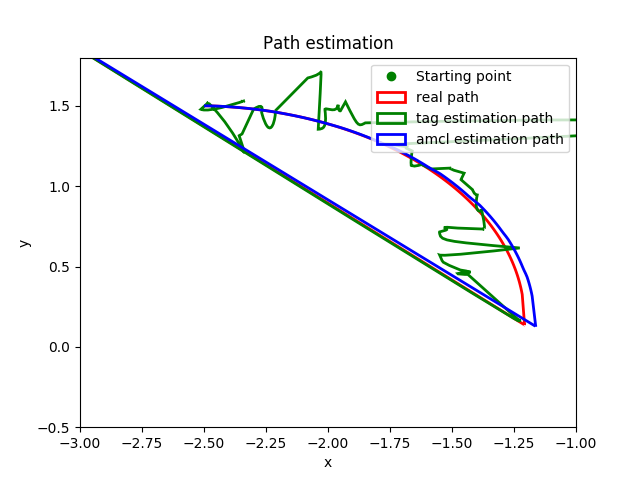 Path estimation
Starting point
real path
tag estimation path
amcl estimation path
1.5
1.0
0.5
0.0
−0.5
y
−3.00 −2.75 −2.50 −2.25 −2.00 −1.75 −1.50 −1.25 −1.00
x